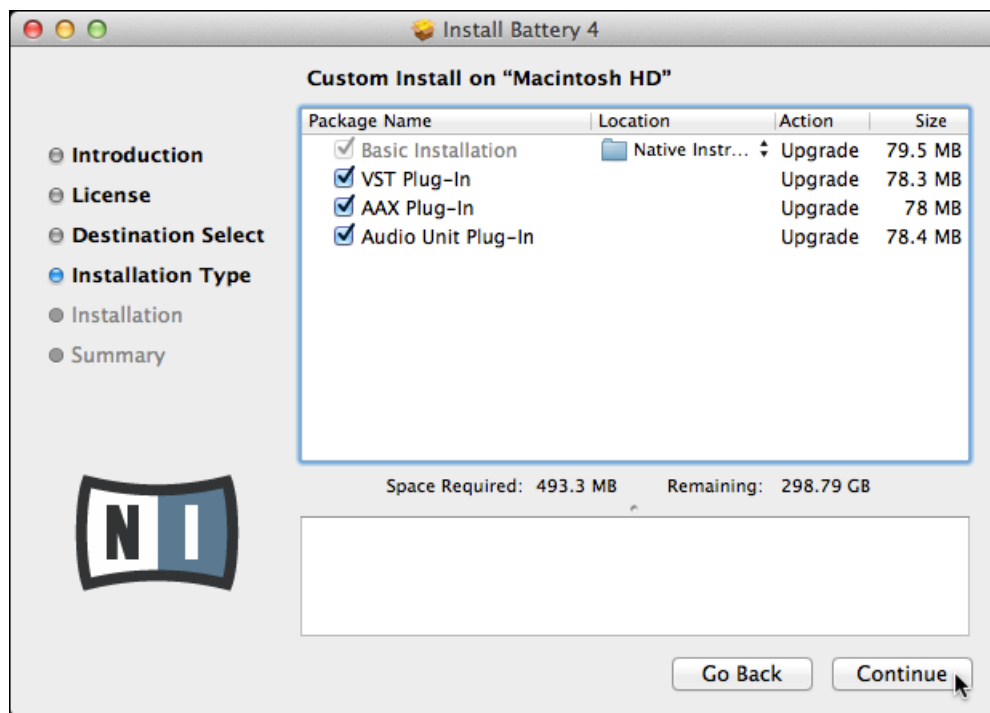 Install Battery 4
Custom Install on “Macintosh HD”
Introduction
License
Destination Select
Installation Type
Installation
Summary
Package Name Location Action Size
Basic Installation Native Instr... Upgrade 79.5 MB
VST Plug-In Upgrade 78.3 MB
AAX Plug-In Upgrade 78 MB
Audio Unit Plug-In Upgrade 78.4 MB
Space Required: 493.3 MB Remaining: 298.79 GB
NI
Go Back Continue